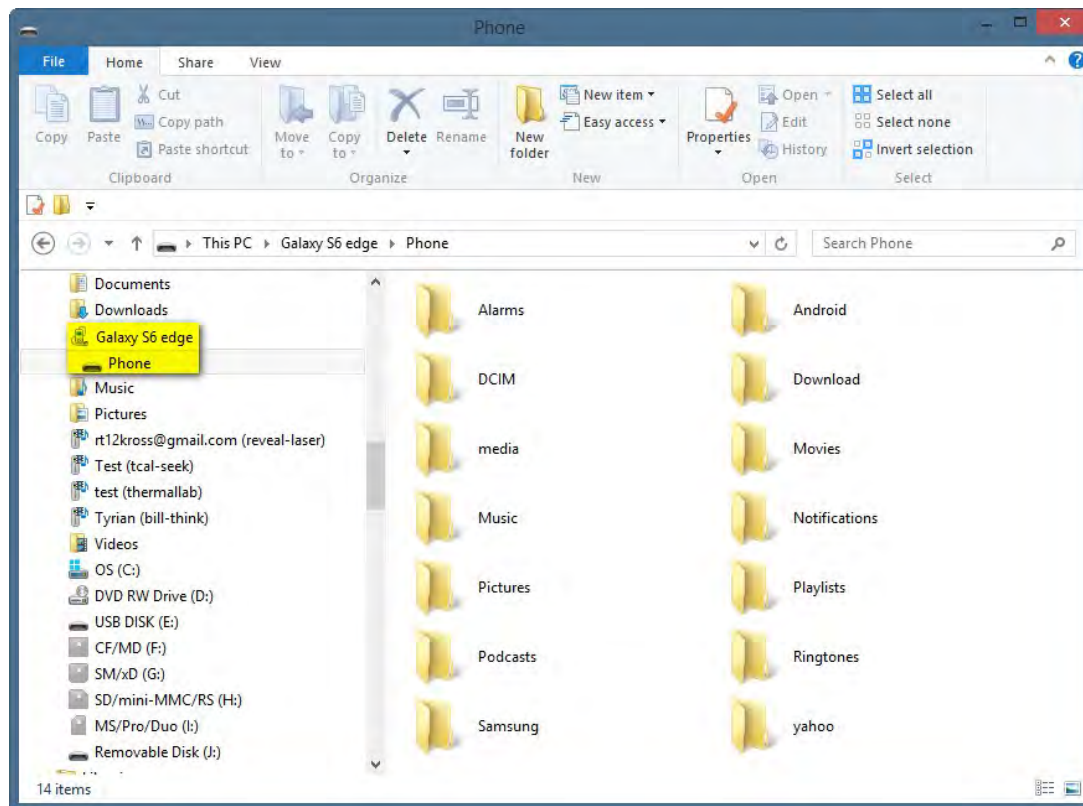 Phone
File Home Share View
Copy
Paste
Cut
Copy path
Paste shortcut
Clipboard
Move to
Copy to
Delete
Rename
Organize
New folder
New item
Easy access
New
Properties
Open
Edit
History
Open
Select all
Select none
Invert selection
Select
This PC Galaxy S6 edge Phone
Search Phone
Documents
Downloads
Galaxy S6 edge
Phone
Music
Pictures
rt12kross@gmail.com (reveal-laser)
Test (tcal-seek)
test (thermallab)
Tyrian (bill-think)
Videos
OS (C:)
DVD RW Drive (D:)
USB DISK (E:)
CF/MD (F:)
SM/xD (G:)
SD/mini-MMC/RS (H:)
MS/Pro/Duo (I:)
Removable Disk (J:)
Alarms
Android
DCIM
Download
media
Movies
Music
Notifications
Pictures
Playlists
Podcasts
Ringtones
Samsung
yahoo
14 items